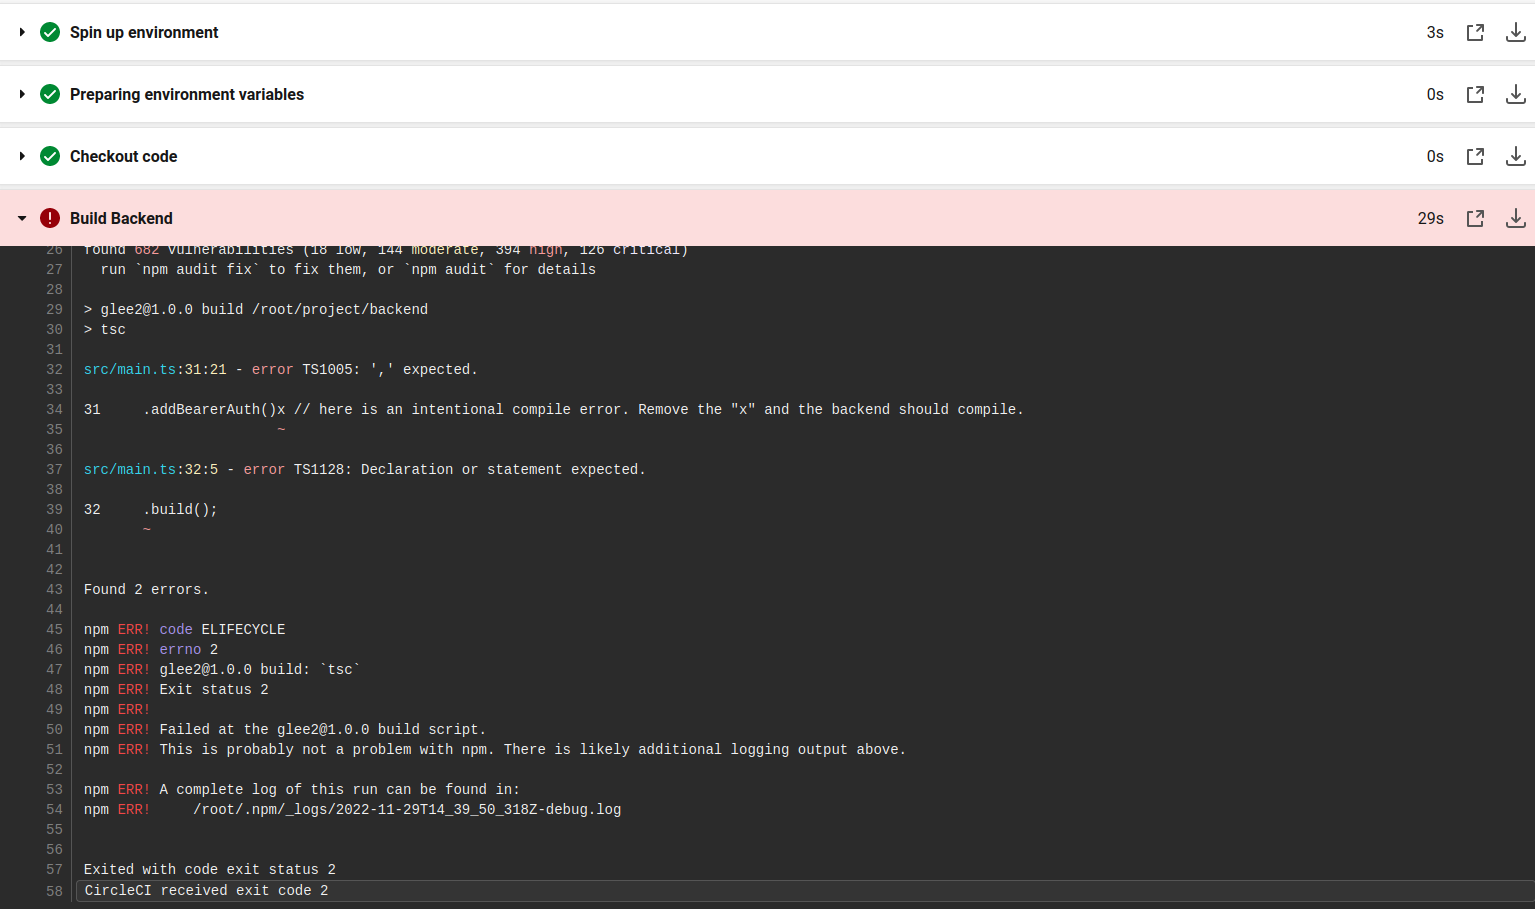 Spin up environment 3s
Preparing environment variables 0s
Checkout code 0s
Build Backend 29s
26 found 682 vulnerabilities (18 low, 144 moderate, 394 high, 126 critical)
27 run `npm audit fix` to fix them, or `npm audit` for details
28
29 > glee2@1.0.0 build /root/project/backend
30 > tsc
31
32 src/main.ts:31:21 - error TS1005: ',' expected.
33
34 31     .addBearerAuth()x // here is an intentional compile error. Remove the "x" and the backend should compile.
35 ~
36
37 src/main.ts:32:5 - error TS1128: Declaration or statement expected.
38
39 32     .build();
40 ~
41
42
43 Found 2 errors.
44
45 npm ERR! code ELIFECYCLE
46 npm ERR! errno 2
47 npm ERR! glee2@1.0.0 build: `tsc`
48 npm ERR! Exit status 2
49 npm ERR!
50 npm ERR! Failed at the glee2@1.0.0 build script.
51 npm ERR! This is probably not a problem with npm. There is likely additional logging output above.
52
53 npm ERR! A complete log of this run can be found in:
54 npm ERR!     /root/.npm/_logs/2022-11-29T14_39_50_318Z-debug.log
55
56
57 Exited with code exit status 2
58 CircleCI received exit code 2